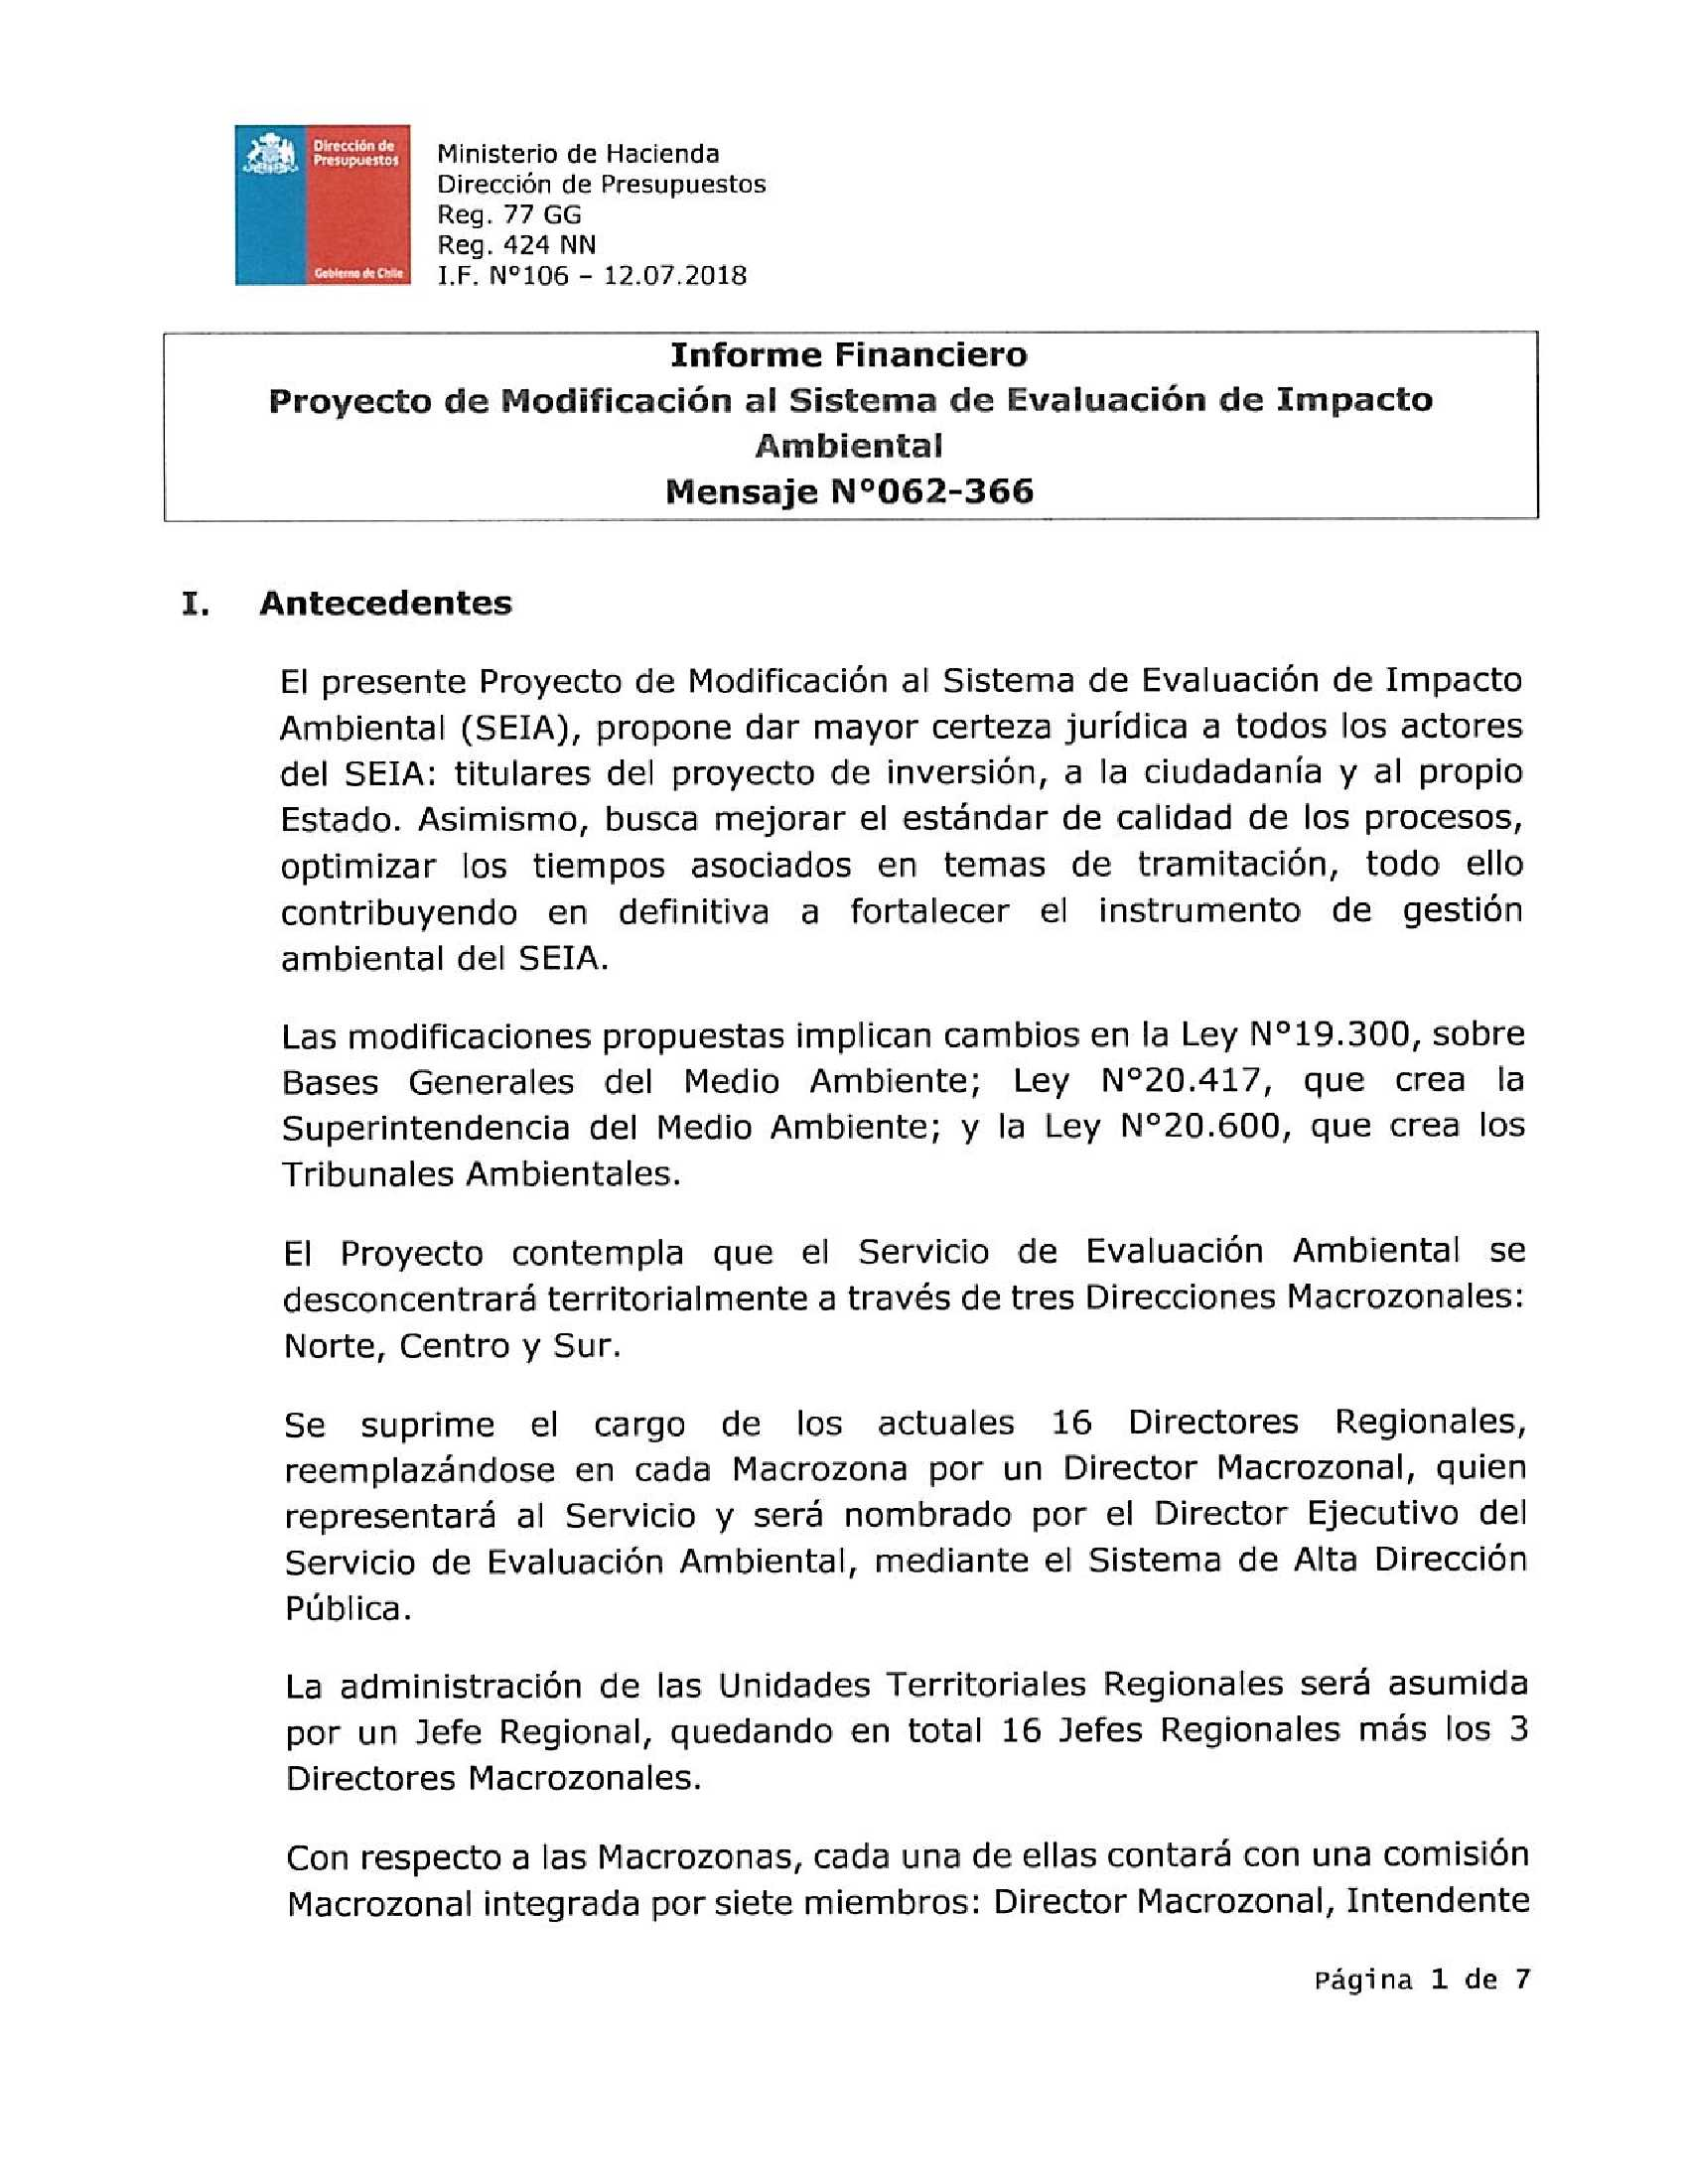 Dirección de
Presupuestos
Gobierno de Chile
Ministerio de Hacienda
Dirección de Presupuestos
Reg. 77 GG
Reg. 424 NN
I.F. N°106 – 12.07.2018
Informe Financiero
Proyecto de Modificación al Sistema de Evaluación de Impacto
Ambiental
Mensaje N°062-366
I. Antecedentes
El presente Proyecto de Modificación al Sistema de Evaluación de Impacto
Ambiental (SEIA), propone dar mayor certeza jurídica a todos los actores
del SEIA: titulares del proyecto de inversión, a la ciudadanía y al propio
Estado. Asimismo, busca mejorar el estándar de calidad de los procesos,
optimizar los tiempos asociados en temas de tramitación, todo ello
contribuyendo en definitiva a fortalecer el instrumento de gestión
ambiental del SEIA.
Las modificaciones propuestas implican cambios en la Ley N°19.300, sobre
Bases Generales del Medio Ambiente; Ley N°20.417, que crea la
Superintendencia del Medio Ambiente; y la Ley N°20.600, que crea los
Tribunales Ambientales.
El Proyecto contempla que el Servicio de Evaluación Ambiental se
desconcentrará territorialmente a través de tres Direcciones Macrozonales:
Norte, Centro y Sur.
Se suprime el cargo de los actuales 16 Directores Regionales,
reemplazándose en cada Macrozona por un Director Macrozonal, quien
representará al Servicio y será nombrado por el Director Ejecutivo del
Servicio de Evaluación Ambiental, mediante el Sistema de Alta Dirección
Pública.
La administración de las Unidades Territoriales Regionales será asumida
por un Jefe Regional, quedando en total 16 Jefes Regionales más los 3
Directores Macrozonales.
Con respecto a las Macrozonas, cada una de ellas contará con una comisión
Macrozonal integrada por siete miembros: Director Macrozonal, Intendente
Página 1 de 7